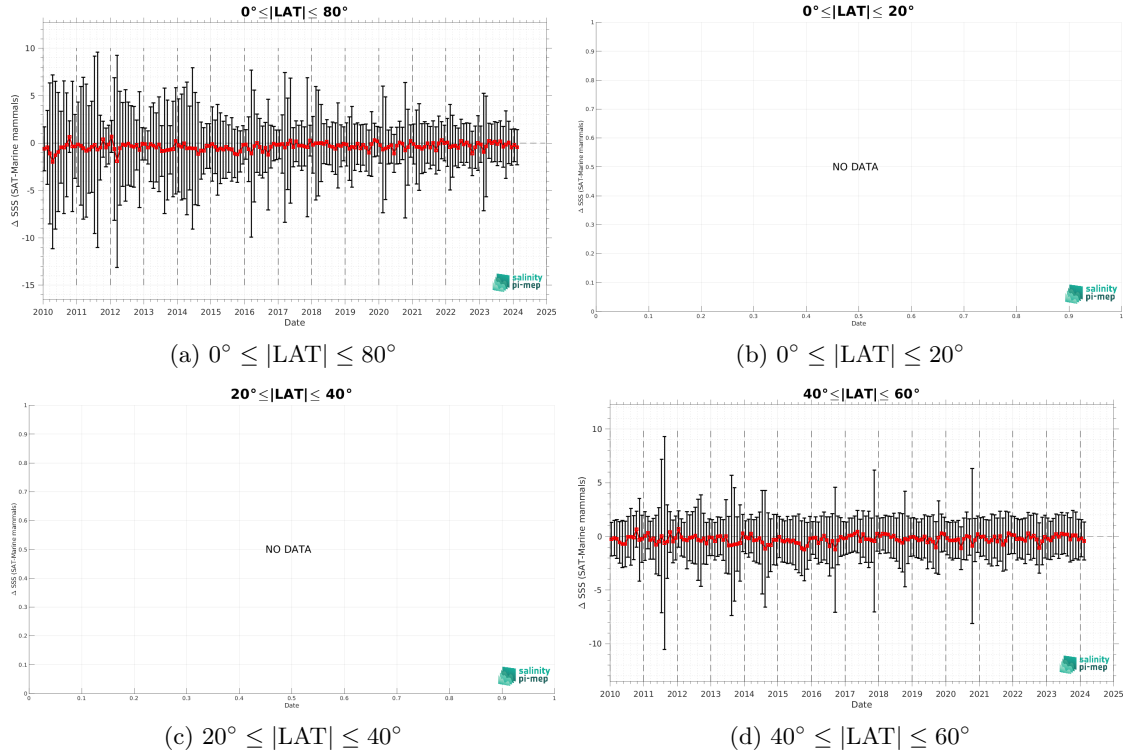 0°≤|LAT|≤ 80°
Δ SSS (SAT-Marine mammals)
10
5
0
-5
-10
-15
2010 2011 2012 2013 2014 2015 2016 2017 2018 2019 2020 2021 2022 2023 2024 2025
Date
salinity
pi-mep
(a) 0° ≤ |LAT| ≤ 80°
0°≤|LAT|≤ 20°
Δ SSS (SAT-Marine mammals)
1
0.9
0.8
0.7
0.6
0.5
0.4
0.3
0.2
0.1
0
NO DATA
0 0.1 0.2 0.3 0.4 0.5 0.6 0.7 0.8 0.9 1
Date
salinity
pi-mep
(b) 0° ≤ |LAT| ≤ 20°
20°≤|LAT|≤ 40°
Δ SSS (SAT-Marine mammals)
1
0.9
0.8
0.7
0.6
0.5
0.4
0.3
0.2
0.1
0
NO DATA
0 0.1 0.2 0.3 0.4 0.5 0.6 0.7 0.8 0.9 1
Date
salinity
pi-mep
(c) 20° ≤ |LAT| ≤ 40°
40°≤|LAT|≤ 60°
Δ SSS (SAT-Marine mammals)
10
5
0
-5
-10
2010 2011 2012 2013 2014 2015 2016 2017 2018 2019 2020 2021 2022 2023 2024 2025
Date
salinity
pi-mep
(d) 40° ≤ |LAT| ≤ 60°